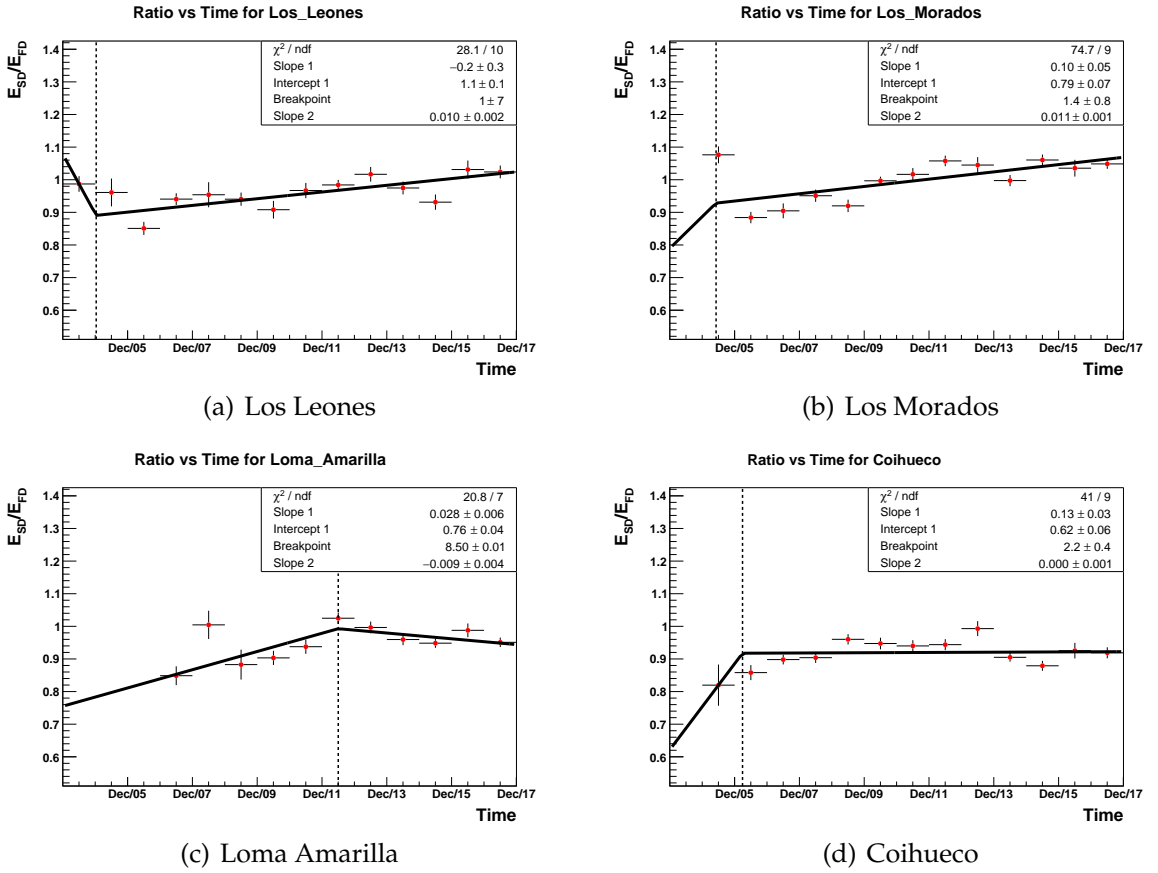 Ratio vs Time for Los_Leones
E_SD/E_FD
1.4
1.3
1.2
1.1
1
0.9
0.8
0.7
0.6
χ² / ndf 28.1 / 10
Slope 1 −0.2 ± 0.3
Intercept 1 1.1 ± 0.1
Breakpoint 1 ± 7
Slope 2 0.010 ± 0.002
Dec/05 Dec/07 Dec/09 Dec/11 Dec/13 Dec/15 Dec/17
Time
(a) Los Leones
Ratio vs Time for Los_Morados
E_SD/E_FD
1.4
1.3
1.2
1.1
1
0.9
0.8
0.7
0.6
χ² / ndf 74.7 / 9
Slope 1 0.10 ± 0.05
Intercept 1 0.79 ± 0.07
Breakpoint 1.4 ± 0.8
Slope 2 0.011 ± 0.001
Dec/05 Dec/07 Dec/09 Dec/11 Dec/13 Dec/15 Dec/17
Time
(b) Los Morados
Ratio vs Time for Loma_Amarilla
E_SD/E_FD
1.4
1.3
1.2
1.1
1
0.9
0.8
0.7
0.6
χ² / ndf 20.8 / 7
Slope 1 0.028 ± 0.006
Intercept 1 0.76 ± 0.04
Breakpoint 8.50 ± 0.01
Slope 2 −0.009 ± 0.004
Dec/05 Dec/07 Dec/09 Dec/11 Dec/13 Dec/15 Dec/17
Time
(c) Loma Amarilla
Ratio vs Time for Coihueco
E_SD/E_FD
1.4
1.3
1.2
1.1
1
0.9
0.8
0.7
0.6
χ² / ndf 41 / 9
Slope 1 0.13 ± 0.03
Intercept 1 0.62 ± 0.06
Breakpoint 2.2 ± 0.4
Slope 2 0.000 ± 0.001
Dec/05 Dec/07 Dec/09 Dec/11 Dec/13 Dec/15 Dec/17
Time
(d) Coihueco